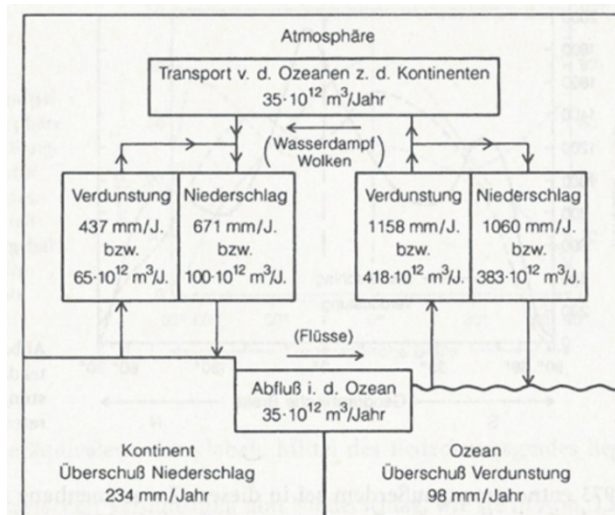 Atmosphäre
Transport v. d. Ozeanen z. d. Kontinenten
35·10¹² m³/Jahr
(Wasserdampf
Wolken)
Verdunstung
437 mm/J.
bzw.
65·10¹² m³/J.
Niederschlag
671 mm/J.
bzw.
100·10¹² m³/J.
Verdunstung
1158 mm/J.
bzw.
418·10¹² m³/J.
Niederschlag
1060 mm/J.
bzw.
383·10¹² m³/J.
(Flüsse)
Abfluß i. d. Ozean
35·10¹² m³/Jahr
Kontinent
Überschuß Niederschlag
234 mm/Jahr
Ozean
Überschuß Verdunstung
98 mm/Jahr